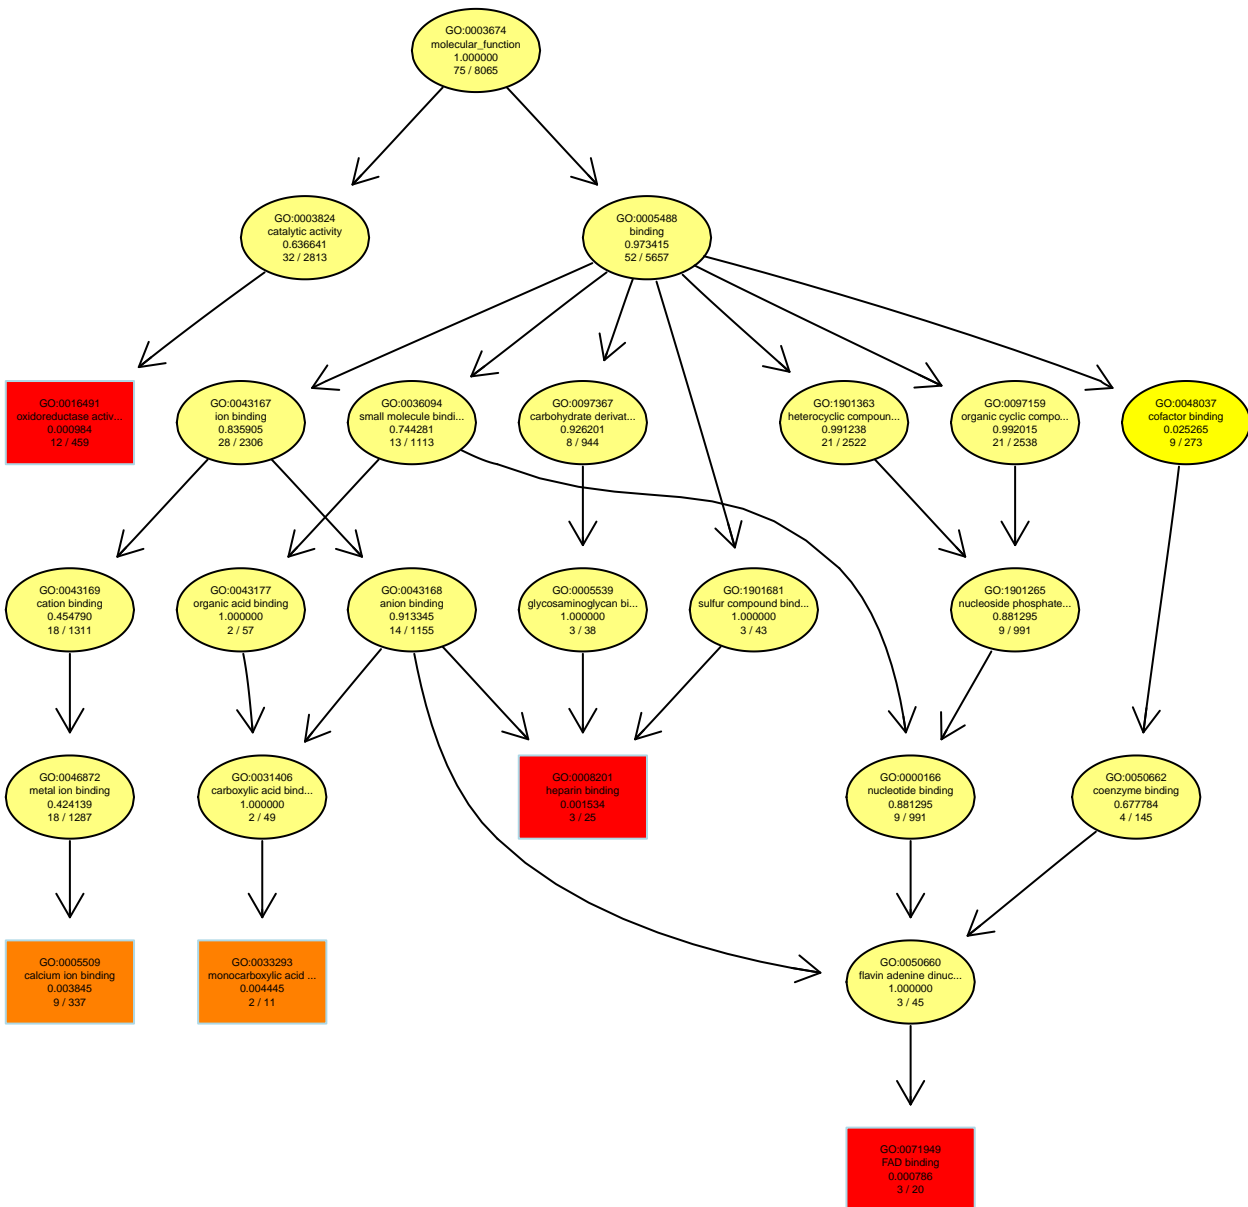 GO:0003674
molecular_function
1.000000
75 / 8065
GO:0003824
catalytic activity
0.636641
32 / 2813
GO:0005488
binding
0.973415
52 / 5657
GO:0016491
oxidoreductase activ...
0.000984
12 / 459
GO:0043167
ion binding
0.835905
28 / 2306
GO:0036094
small molecule bindi...
0.744281
13 / 1113
GO:0097367
carbohydrate derivat...
0.926201
8 / 944
GO:1901363
heterocyclic compoun...
0.991238
21 / 2522
GO:0097159
organic cyclic compo...
0.992015
21 / 2538
GO:0048037
cofactor binding
0.025265
9 / 273
GO:0043169
cation binding
0.454790
18 / 1311
GO:0043177
organic acid binding
1.000000
2 / 57
GO:0043168
anion binding
0.913345
14 / 1155
GO:0005539
glycosaminoglycan bi...
1.000000
3 / 38
GO:1901681
sulfur compound bind...
1.000000
3 / 43
GO:1901265
nucleoside phosphate...
0.881295
9 / 991
GO:0046872
metal ion binding
0.424139
18 / 1287
GO:0031406
carboxylic acid bind...
1.000000
2 / 49
GO:0008201
heparin binding
0.001534
3 / 25
GO:0000166
nucleotide binding
0.881295
9 / 991
GO:0050662
coenzyme binding
0.677784
4 / 145
GO:0005509
calcium ion binding
0.003845
9 / 337
GO:0033293
monocarboxylic acid ...
0.004445
2 / 11
GO:0050660
flavin adenine dinuc...
1.000000
3 / 45
GO:0071949
FAD binding
0.000786
3 / 20